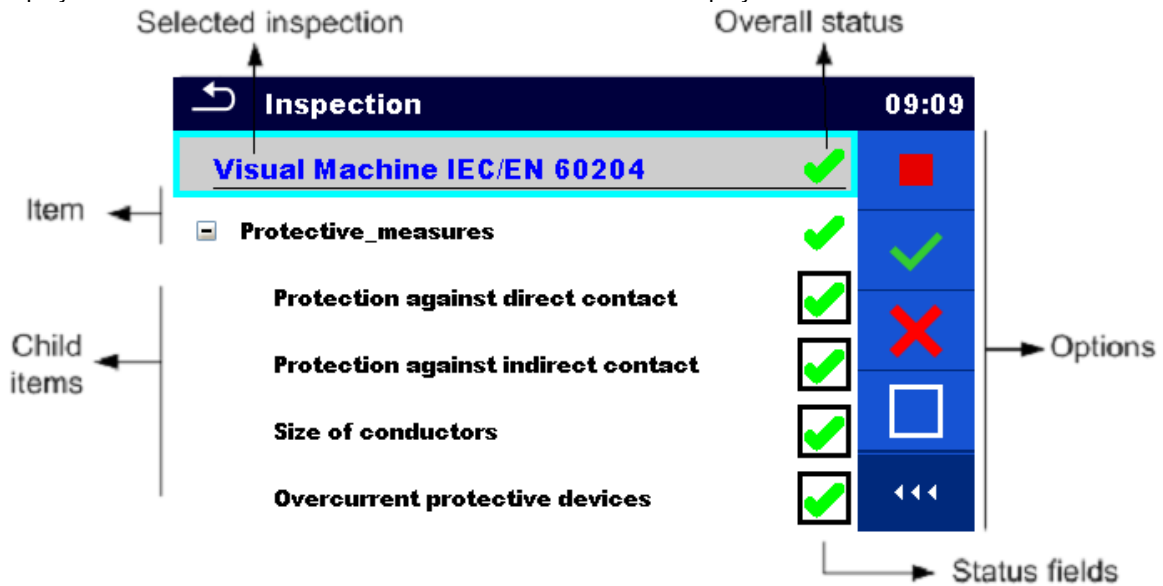 Selected inspection
Overall status
Inspection
09:09
Visual Machine IEC/EN 60204
Item
Protective_measures
Protection against direct contact
Child
items
Protection against indirect contact
Options
Size of conductors
Overcurrent protective devices
Status fields